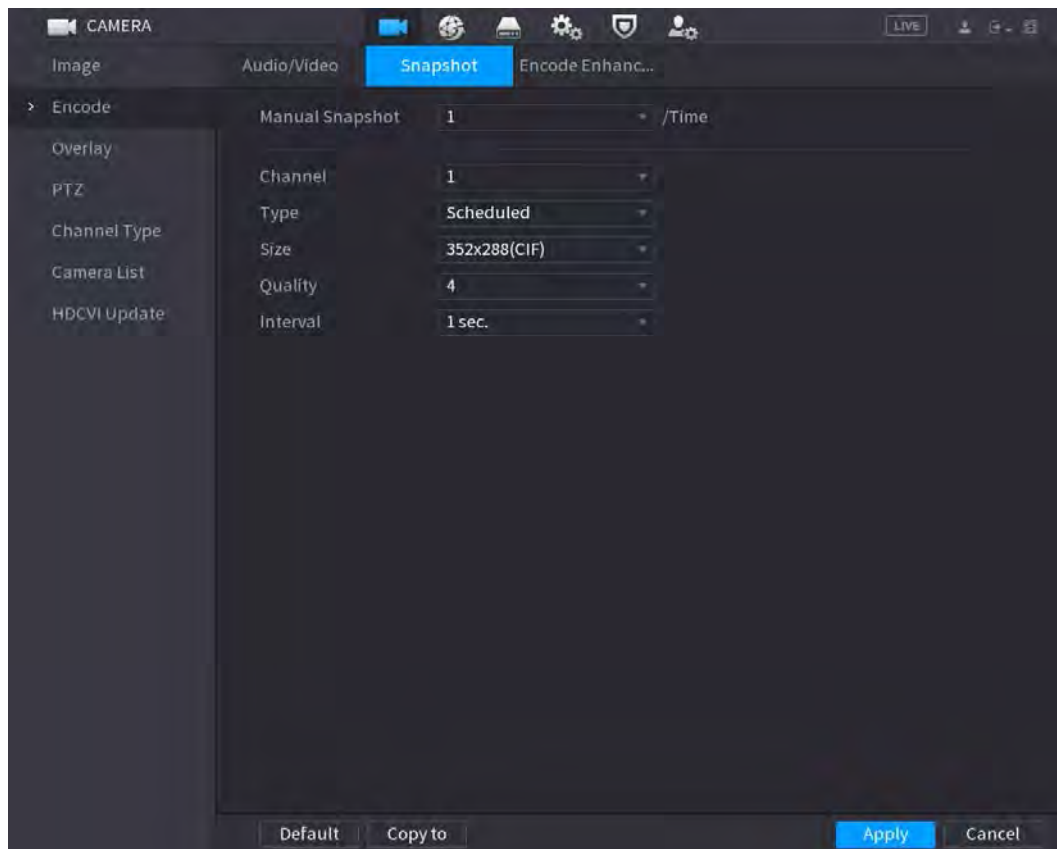 CAMERA LIVE
Image Audio/Video Snapshot Encode Enhanc...
Encode
Manual Snapshot 1 /Time
Overlay
Channel 1
PTZ
Type Scheduled
Channel Type
Size 352x288(CIF)
Camera List
Quality 4
HDCVI Update
Interval 1 sec.
Default Copy to Apply Cancel